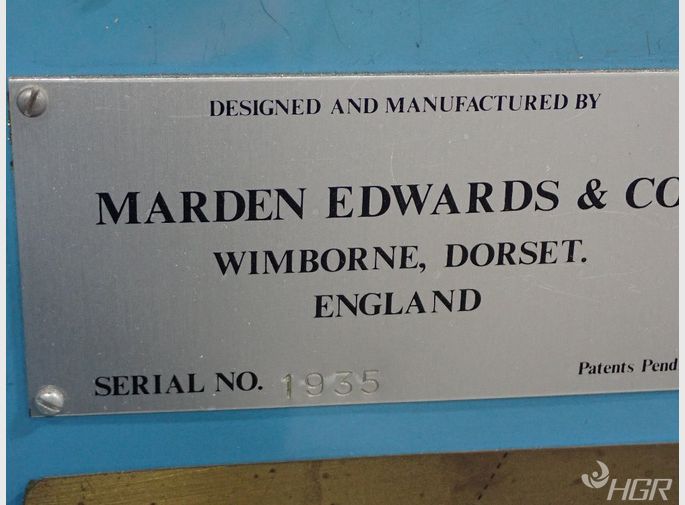 DESIGNED AND MANUFACTURED BY
MARDEN EDWARDS & CO
WIMBORNE, DORSET.
ENGLAND
SERIAL NO. 1935
Patents Pend
HGR